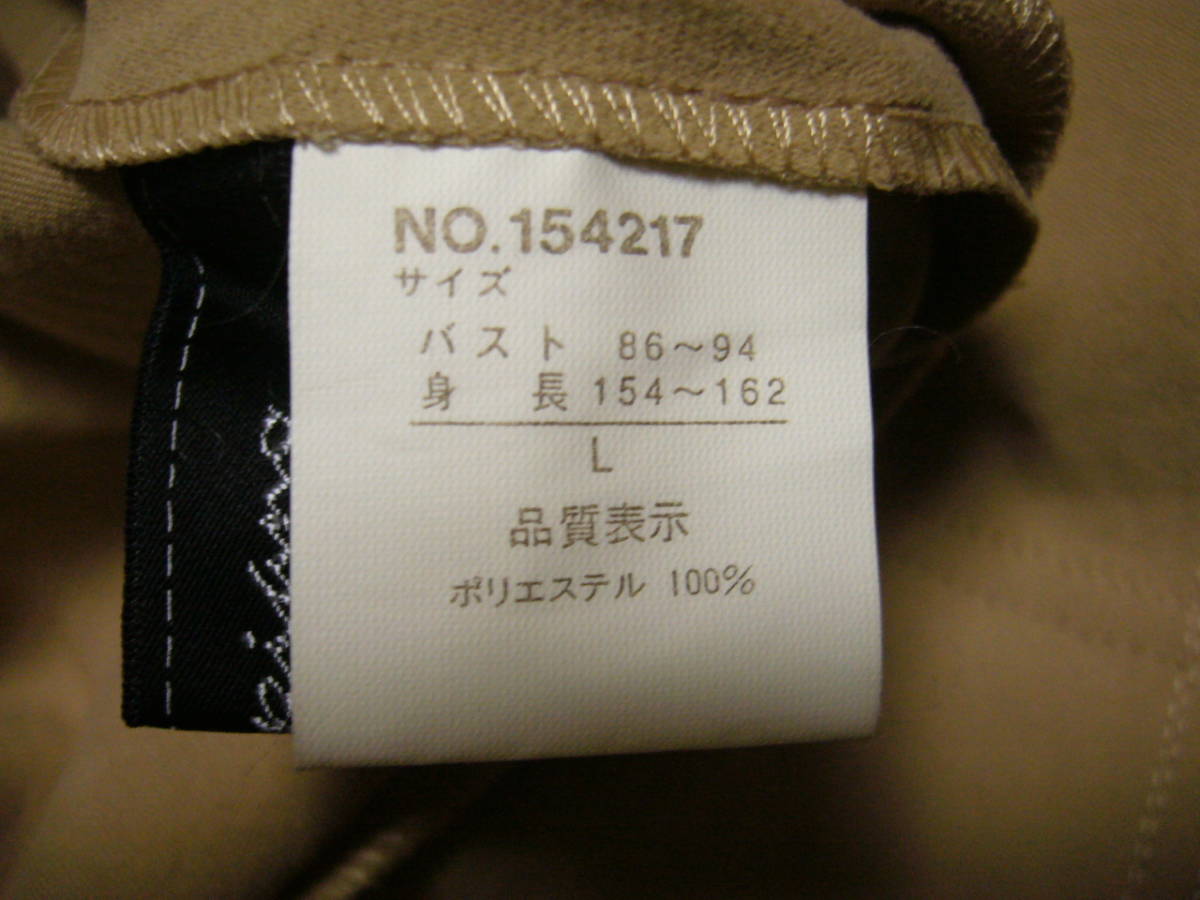 NO.154217
サイズ
バスト 86～94
身長 154～162
L
品質表示
ポリエステル 100%